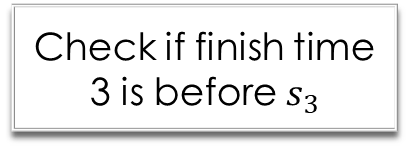 Check if finish time
3 is before s₃